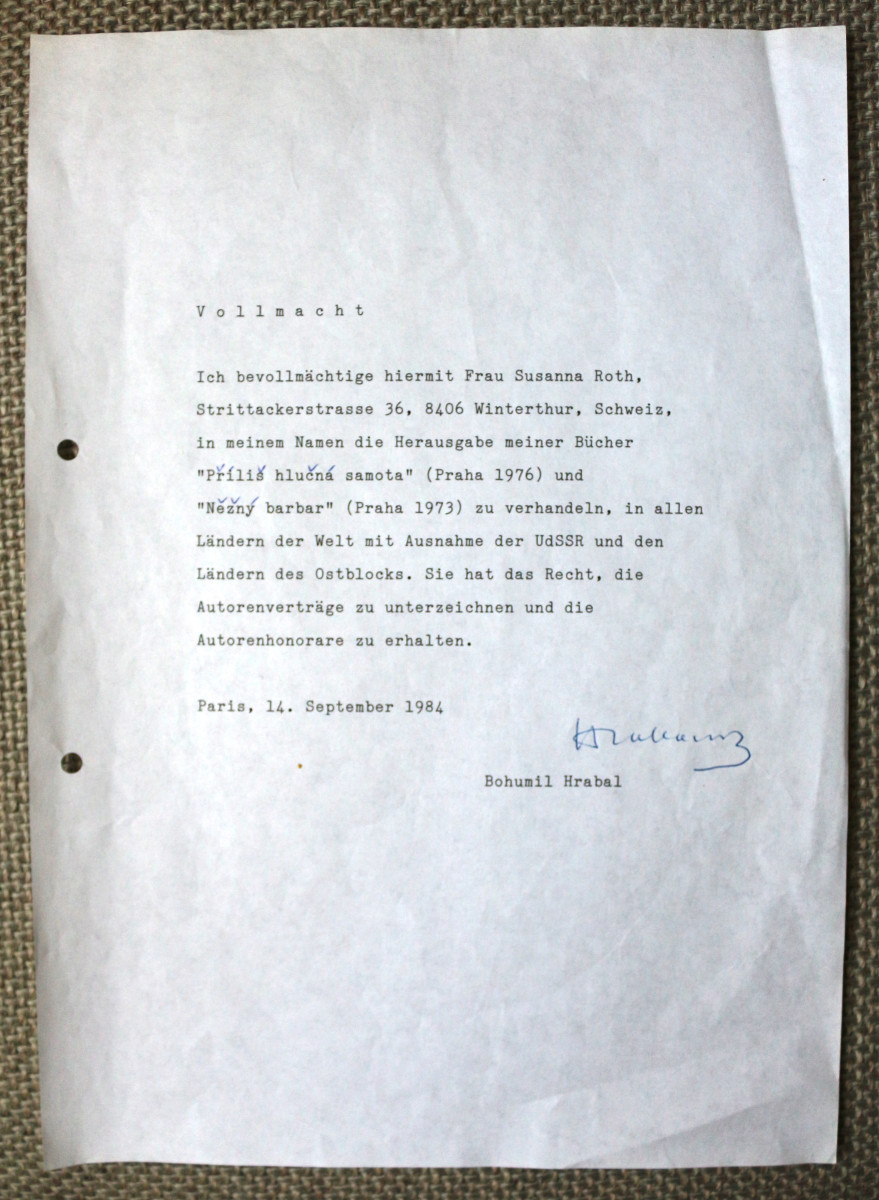 V o l l m a c h t
Ich bevollmächtige hiermit Frau Susanna Roth,
Strittackerstrasse 36, 8406 Winterthur, Schweiz,
in meinem Namen die Herausgabe meiner Bücher
"Příliš hlučná samota" (Praha 1976) und
"Něžný barbar" (Praha 1973) zu verhandeln, in allen
Ländern der Welt mit Ausnahme der UdSSR und den
Ländern des Ostblocks. Sie hat das Recht, die
Autorenverträge zu unterzeichnen und die
Autorenhonorare zu erhalten.
Paris, 14. September 1984
Bohumil Hrabal